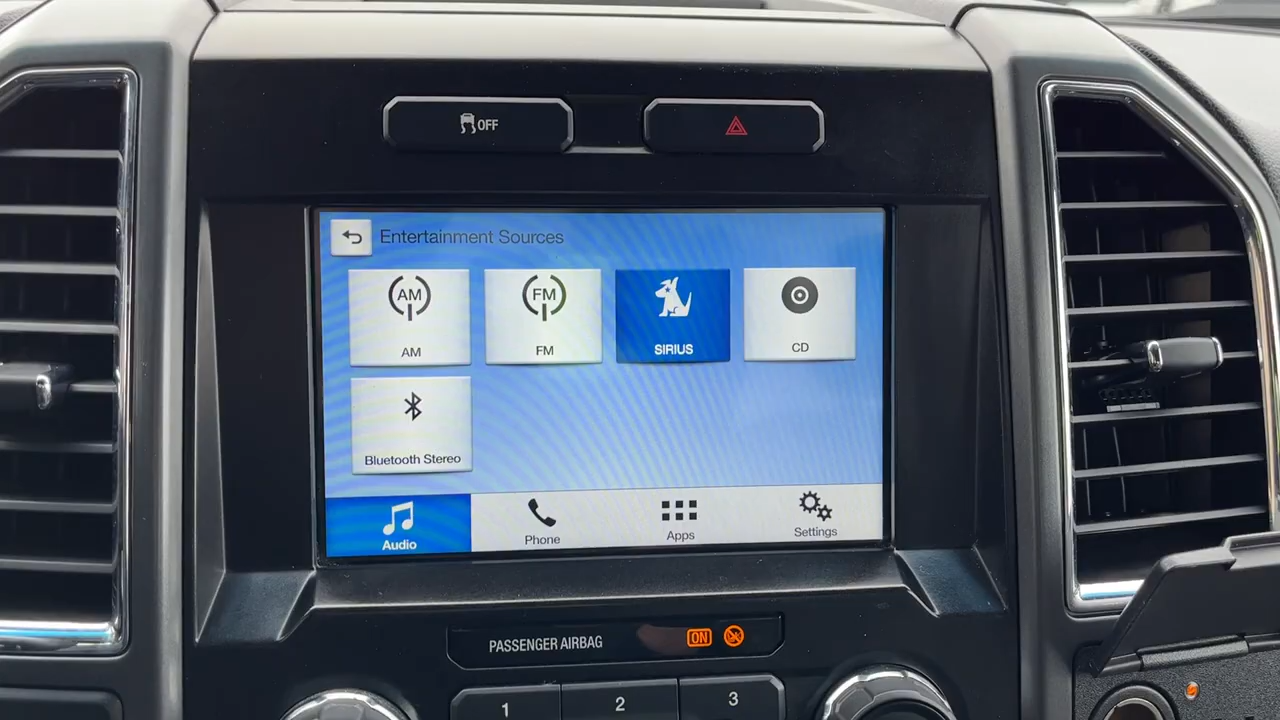 OFF
Entertainment Sources
AM FM
AM FM SIRIUS CD
Bluetooth Stereo
Audio Phone Apps Settings
PASSENGER AIRBAG ON
1 2 3